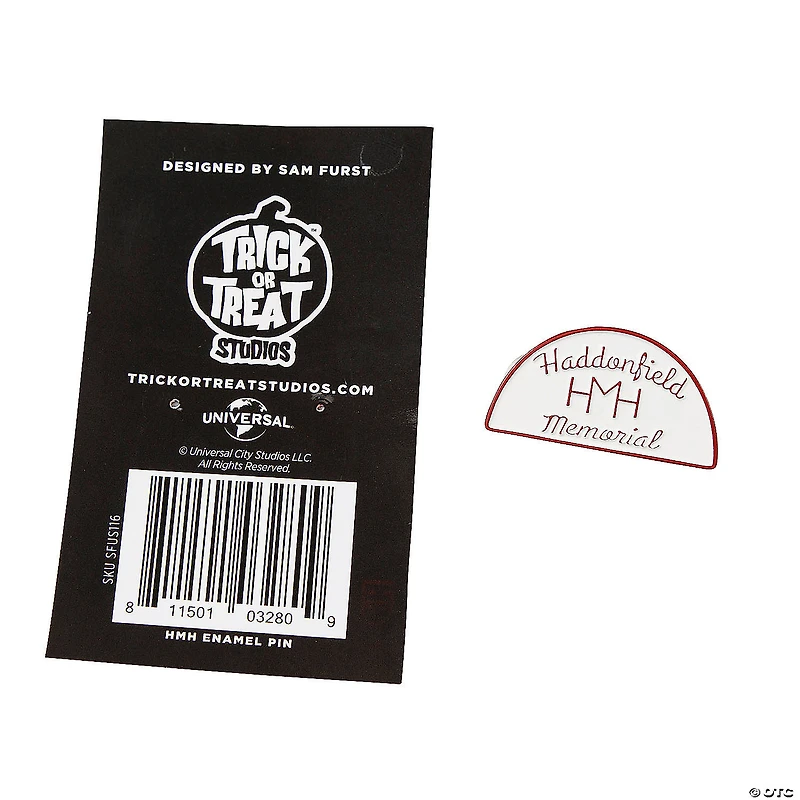 DESIGNED BY SAM FURST
TRICK
OR
TREAT
STUDIOS
TM
TRICKORTREATSTUDIOS.COM
UNIVERSAL
© Universal City Studios LLC.
All Rights Reserved.
SKU SFUS116
8 11501 03280 9
HMH ENAMEL PIN
Haddonfield
HMH
Memorial
© OTC